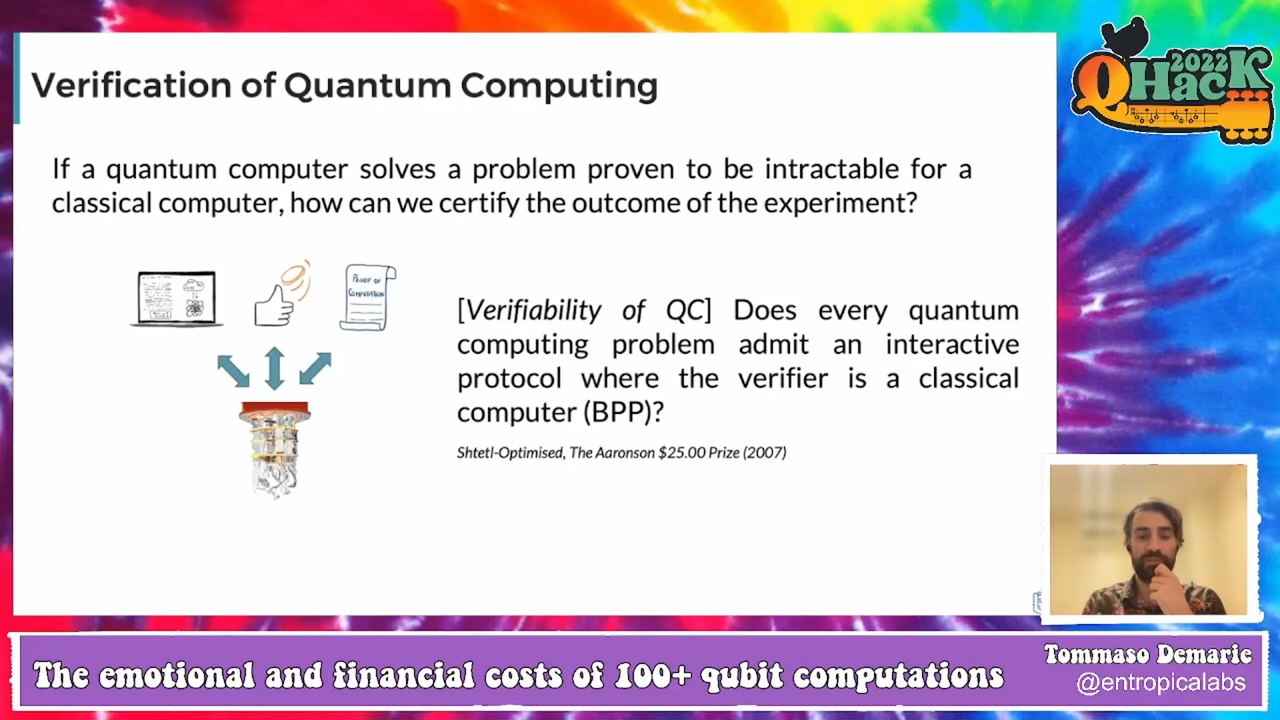 Verification of Quantum Computing
2022
QHacK
If a quantum computer solves a problem proven to be intractable for a
classical computer, how can we certify the outcome of the experiment?
PROOF OF
COMPUTATION
[Verifiability of QC] Does every quantum
computing problem admit an interactive
protocol where the verifier is a classical
computer (BPP)?
Shtetl-Optimised, The Aaronson $25.00 Prize (2007)
The emotional and financial costs of 100+ qubit computations
Tommaso Demarie
@entropicalabs